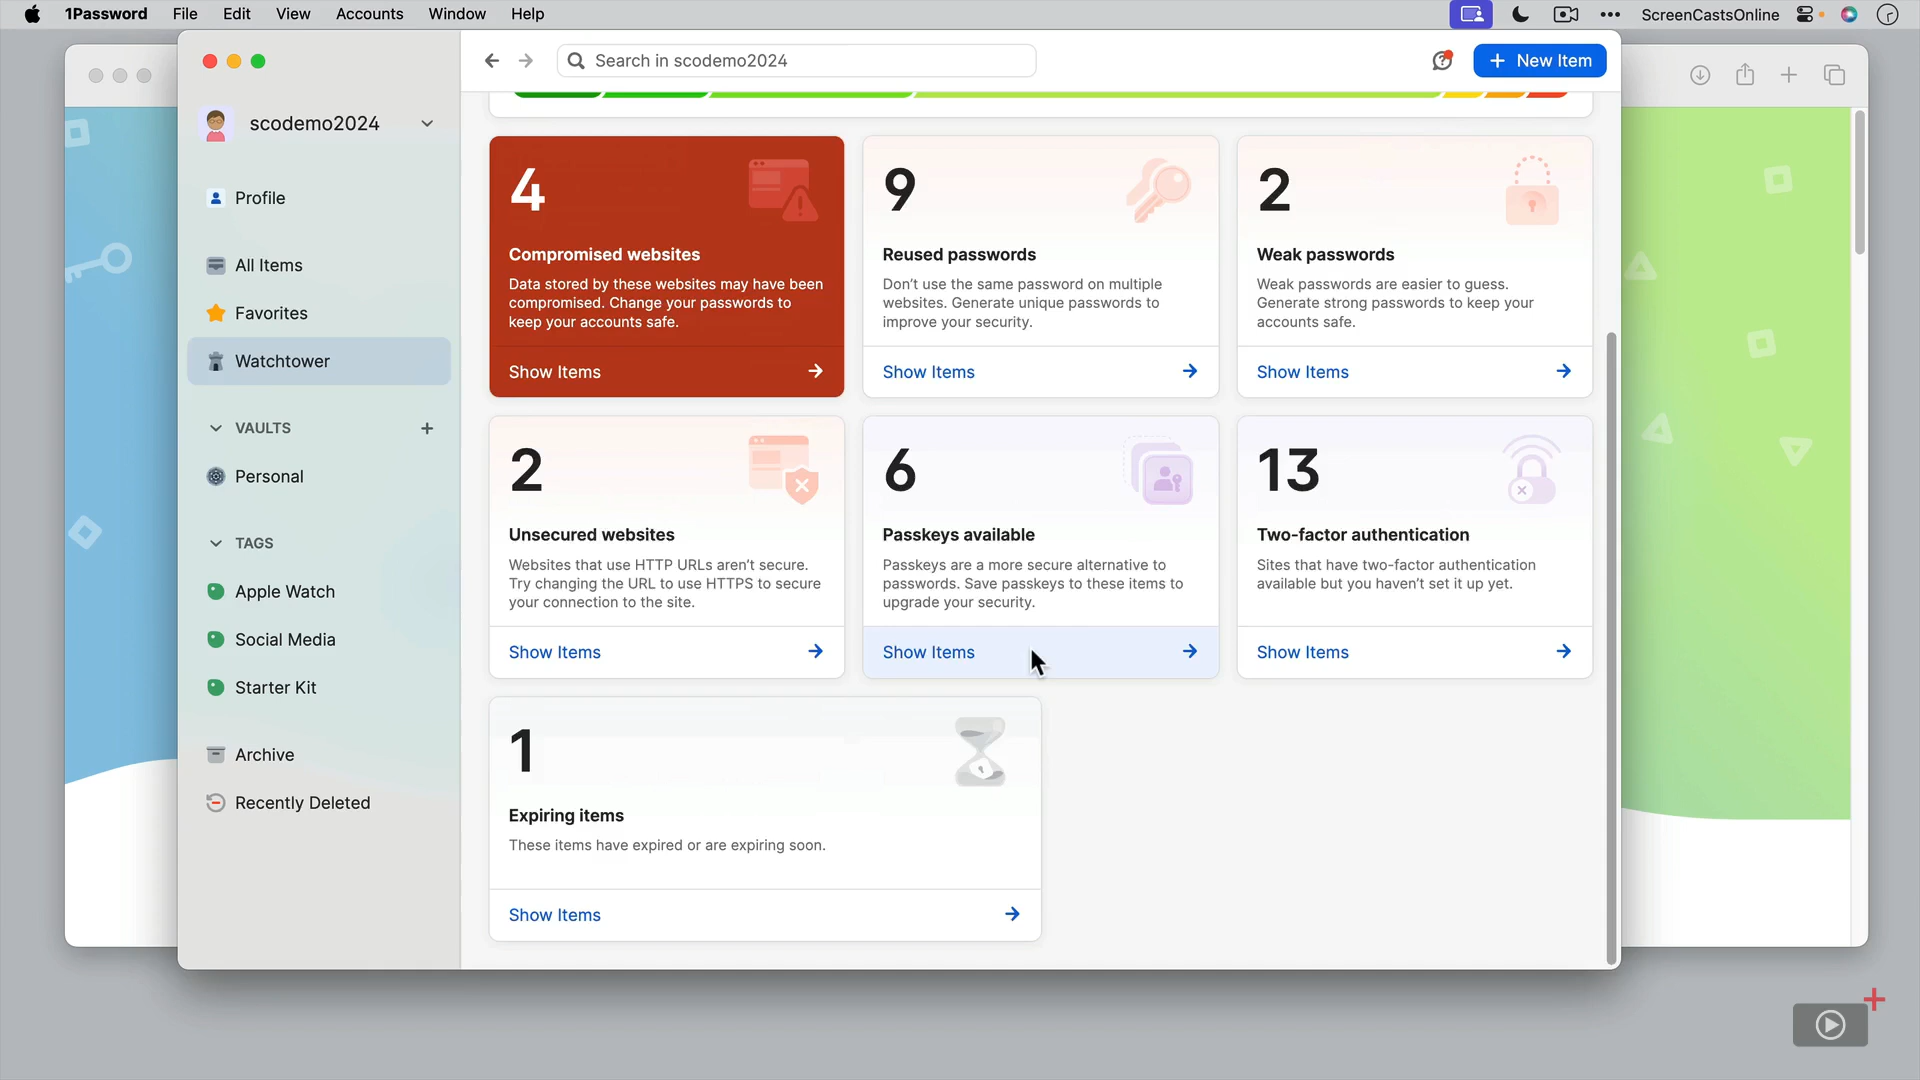 1Password File Edit View Accounts Window Help
ScreenCastsOnline
scodemo2024
Search in scodemo2024
New Item
Profile
All Items
Favorites
Watchtower
VAULTS
Personal
TAGS
Apple Watch
Social Media
Starter Kit
Archive
Recently Deleted
4
Compromised websites
Data stored by these websites may have been
compromised. Change your passwords to
keep your accounts safe.
Show Items
9
Reused passwords
Don't use the same password on multiple
websites. Generate unique passwords to
improve your security.
Show Items
2
Weak passwords
Weak passwords are easier to guess.
Generate strong passwords to keep your
accounts safe.
Show Items
2
Unsecured websites
Websites that use HTTP URLs aren't secure.
Try changing the URL to use HTTPS to secure
your connection to the site.
Show Items
6
Passkeys available
Passkeys are a more secure alternative to
passwords. Save passkeys to these items to
upgrade your security.
Show Items
13
Two-factor authentication
Sites that have two-factor authentication
available but you haven't set it up yet.
Show Items
1
Expiring items
These items have expired or are expiring soon.
Show Items